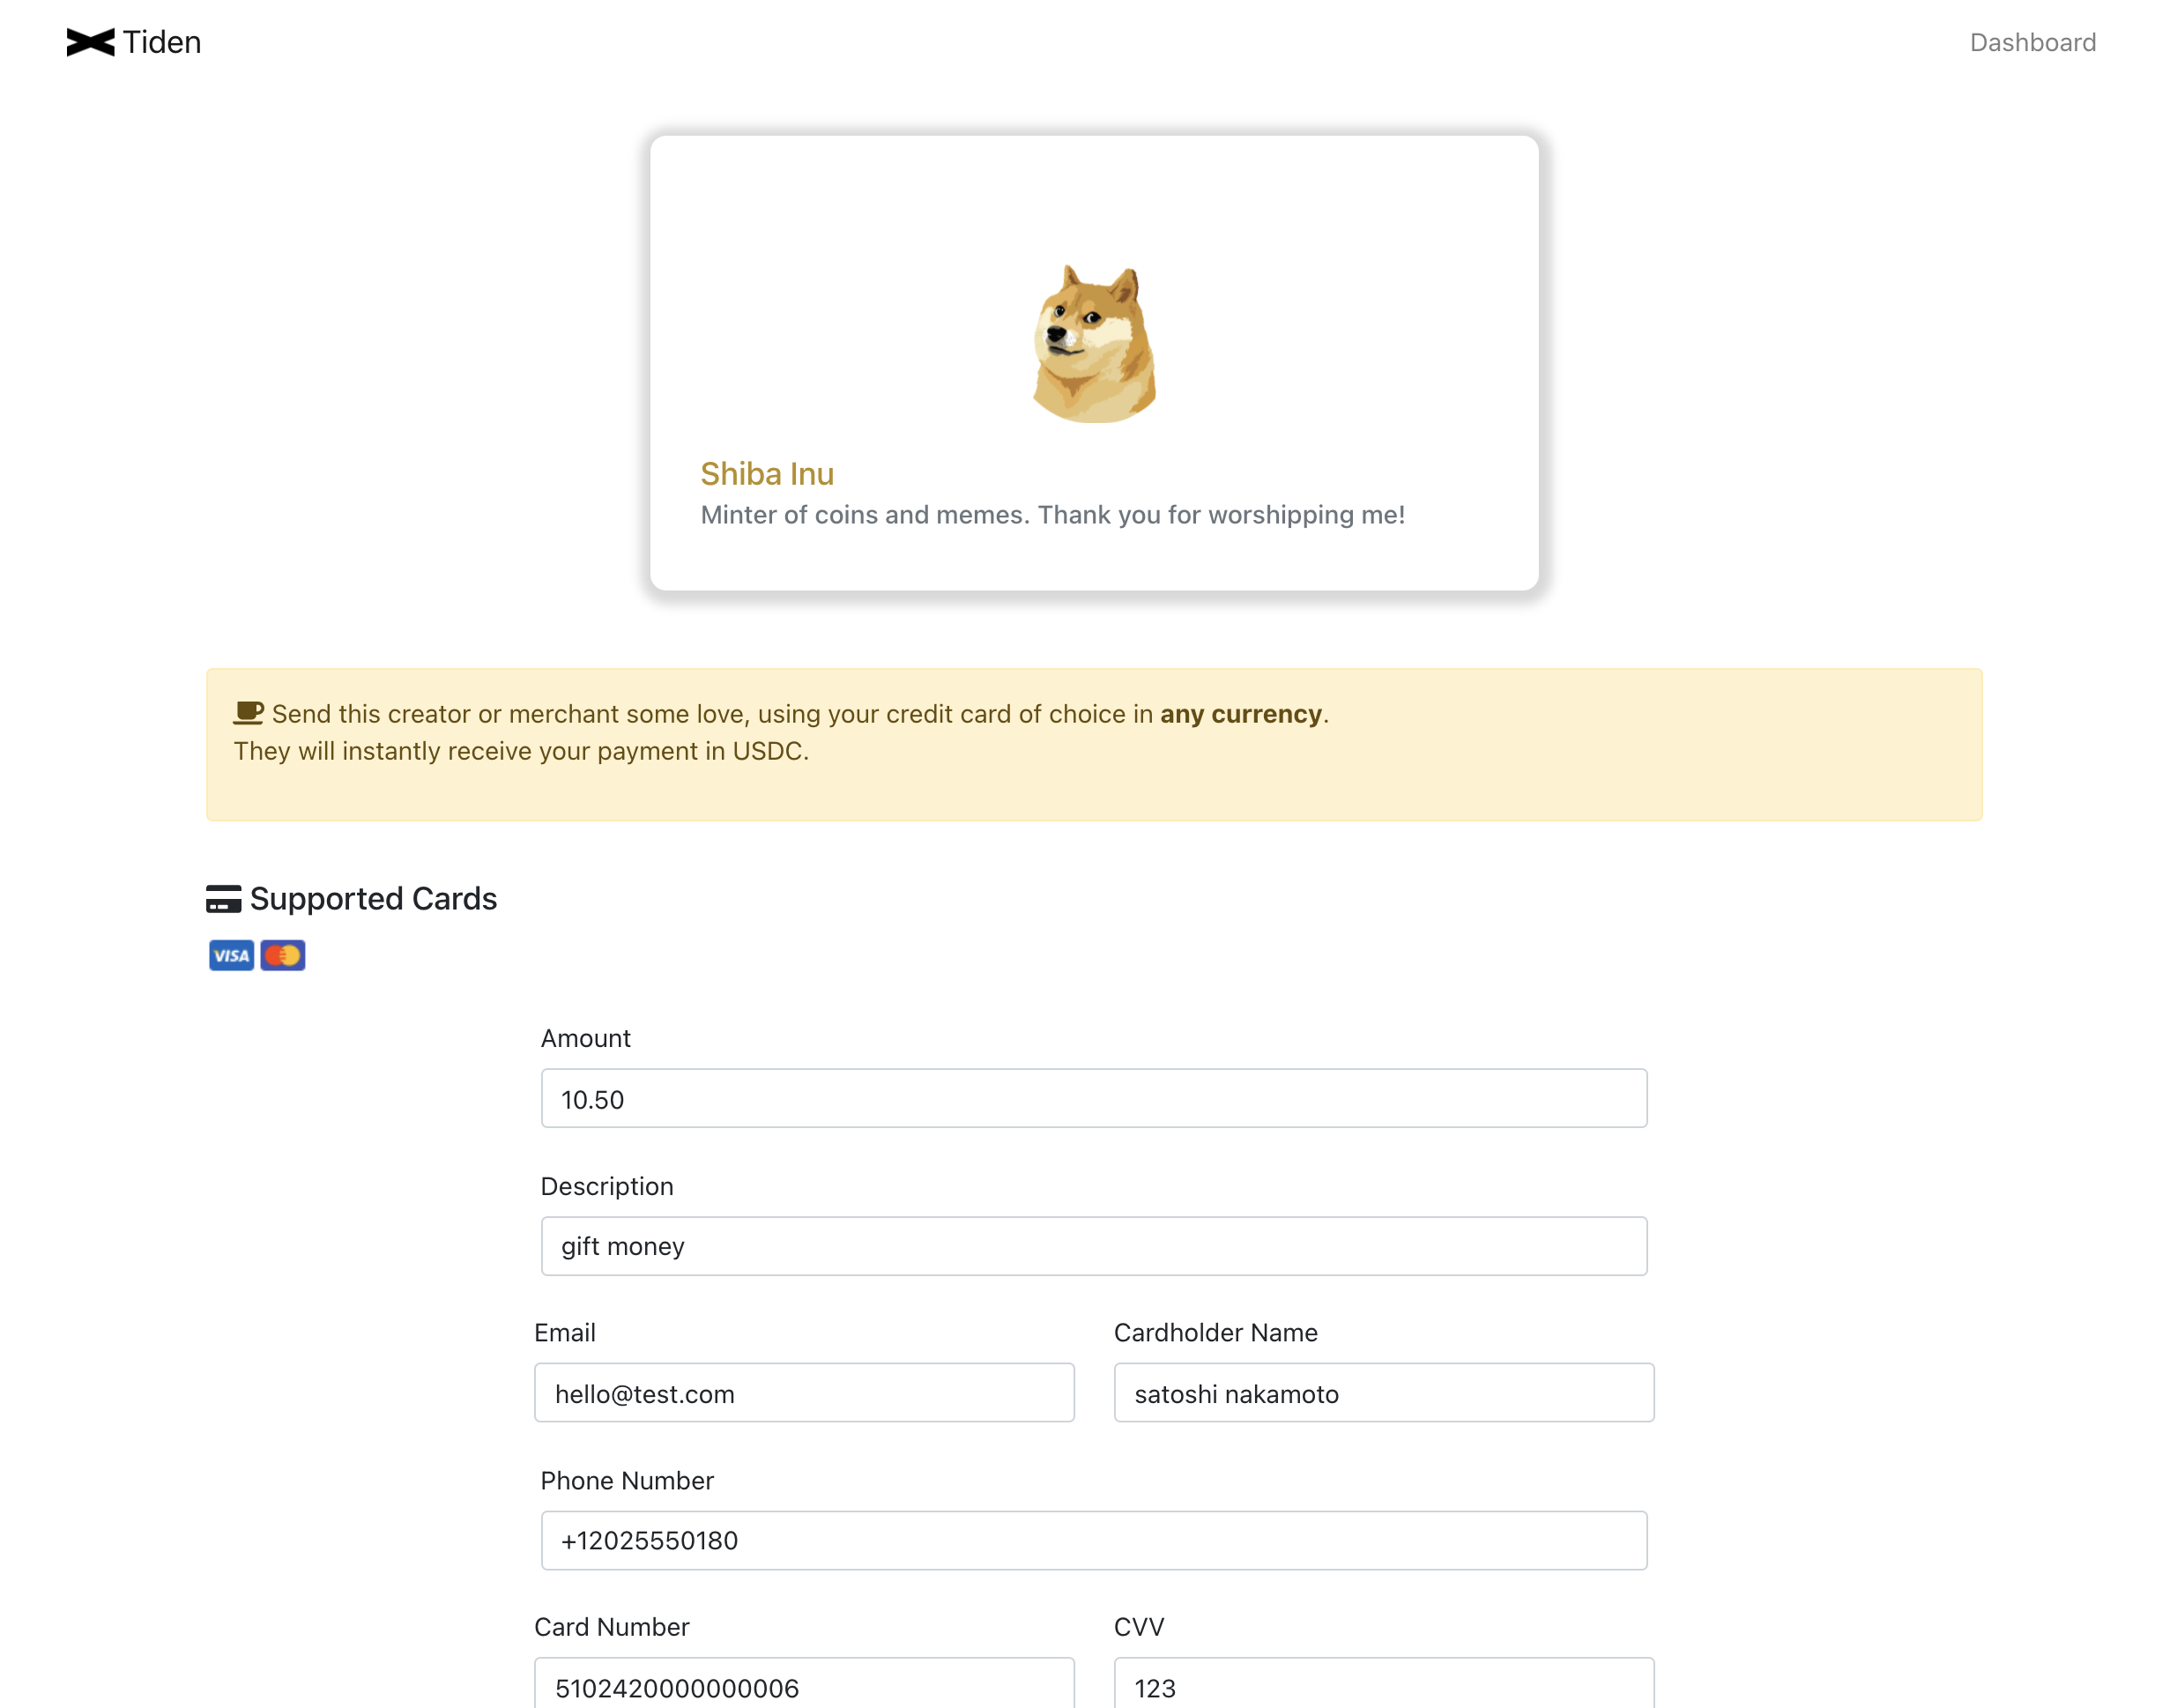 Tiden
Dashboard
Shiba Inu
Minter of coins and memes. Thank you for worshipping me!
Send this creator or merchant some love, using your credit card of choice in any currency.
They will instantly receive your payment in USDC.
Supported Cards
VISA
Amount
10.50
Description
gift money
Email
Cardholder Name
hello@test.com
satoshi nakamoto
Phone Number
+12025550180
Card Number
CVV
5102420000000006
123